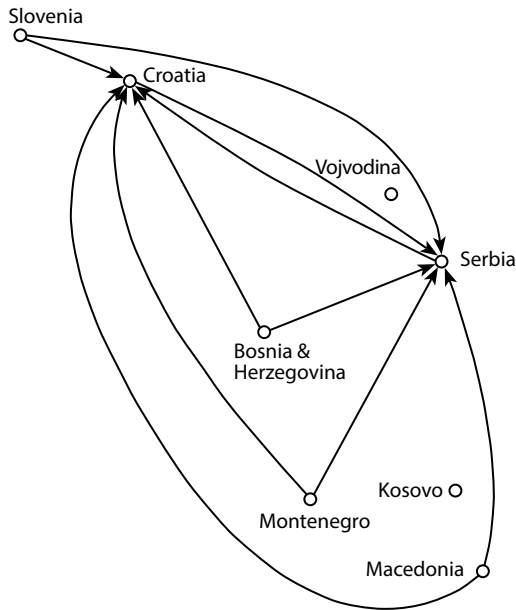 Slovenia
Croatia
Vojvodina
Serbia
Bosnia &
Herzegovina
Kosovo
Montenegro
Macedonia